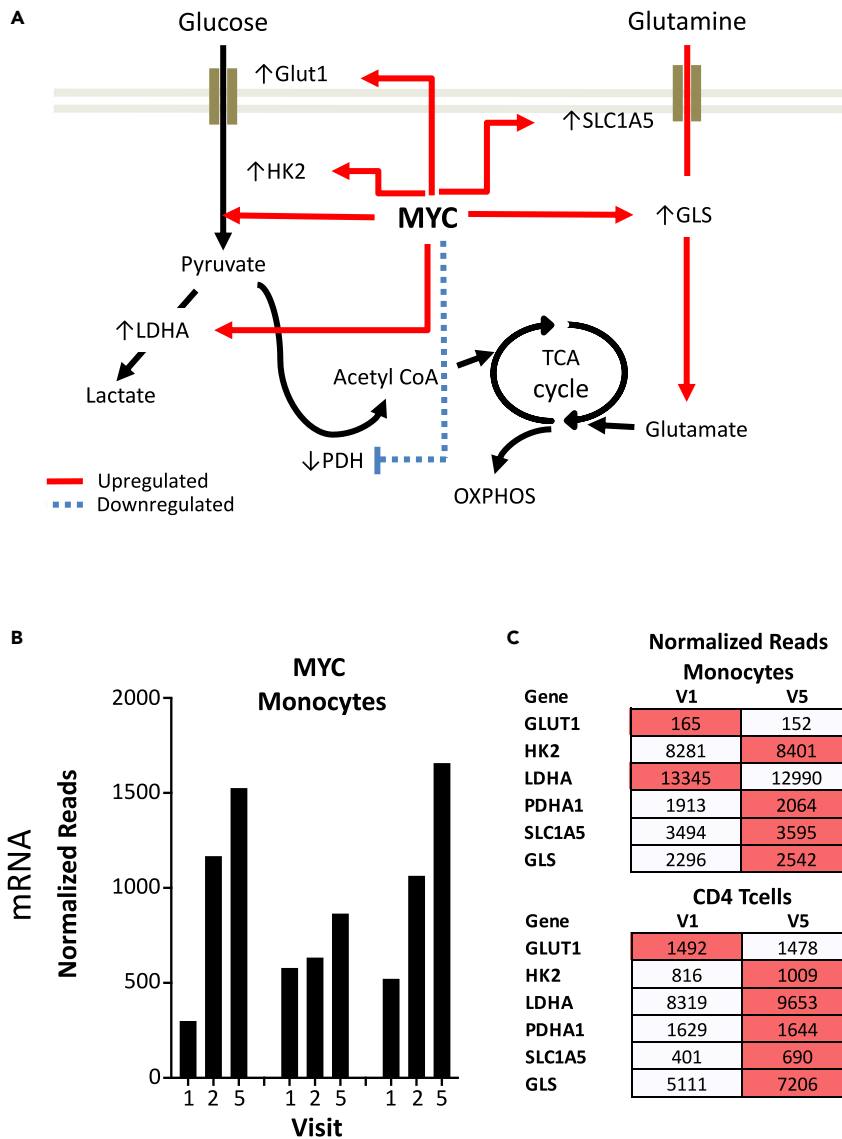 A
Glucose
Glutamine
↑Glut1
↑SLC1A5
↑HK2
MYC
↑GLS
Pyruvate
↑LDHA
TCA
cycle
Acetyl CoA
Lactate
Glutamate
↓PDH
OXPHOS
Upregulated
Downregulated
B
MYC
Monocytes
mRNA
Normalized Reads
2000
1500
1000
500
0
1 2 5 1 2 5 1 2 5
Visit
C
Normalized Reads
Monocytes
Gene V1 V5
GLUT1 165 152
HK2 8281 8401
LDHA 13345 12990
PDHA1 1913 2064
SLC1A5 3494 3595
GLS 2296 2542
CD4 Tcells
Gene V1 V5
GLUT1 1492 1478
HK2 816 1009
LDHA 8319 9653
PDHA1 1629 1644
SLC1A5 401 690
GLS 5111 7206